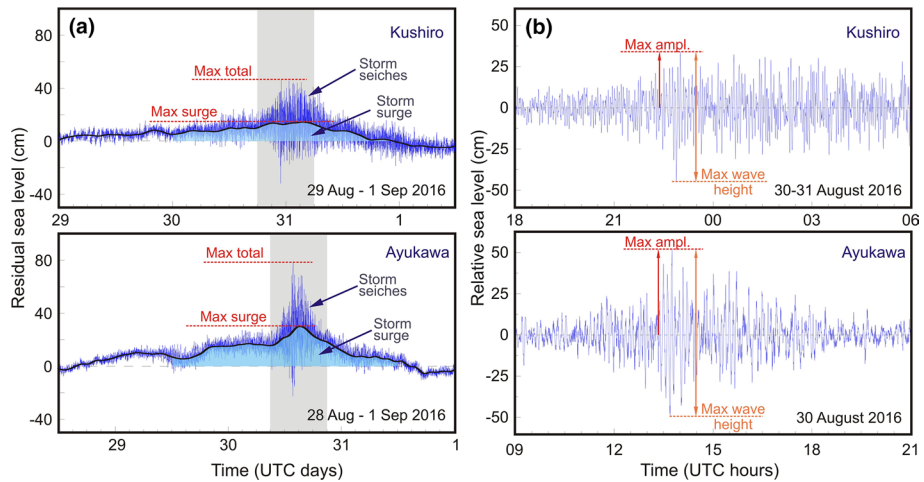 (a)
Kushiro
80
40
0
-40
Max total
Max surge
Storm
seiches
Storm
surge
29 Aug - 1 Sep 2016
29
30
31
1
Residual sea level (cm)
Ayukawa
80
40
0
-40
Max total
Max surge
Storm
seiches
Storm
surge
28 Aug - 1 Sep 2016
29
30
31
1
Time (UTC days)
(b)
Kushiro
50
25
0
-25
-50
Max ampl.
Max wave
height
30-31 August 2016
18
21
00
03
06
Relative sea level (cm)
Max ampl.
Ayukawa
50
25
0
-25
-50
Max wave
height
30 August 2016
09
12
15
18
21
Time (UTC hours)